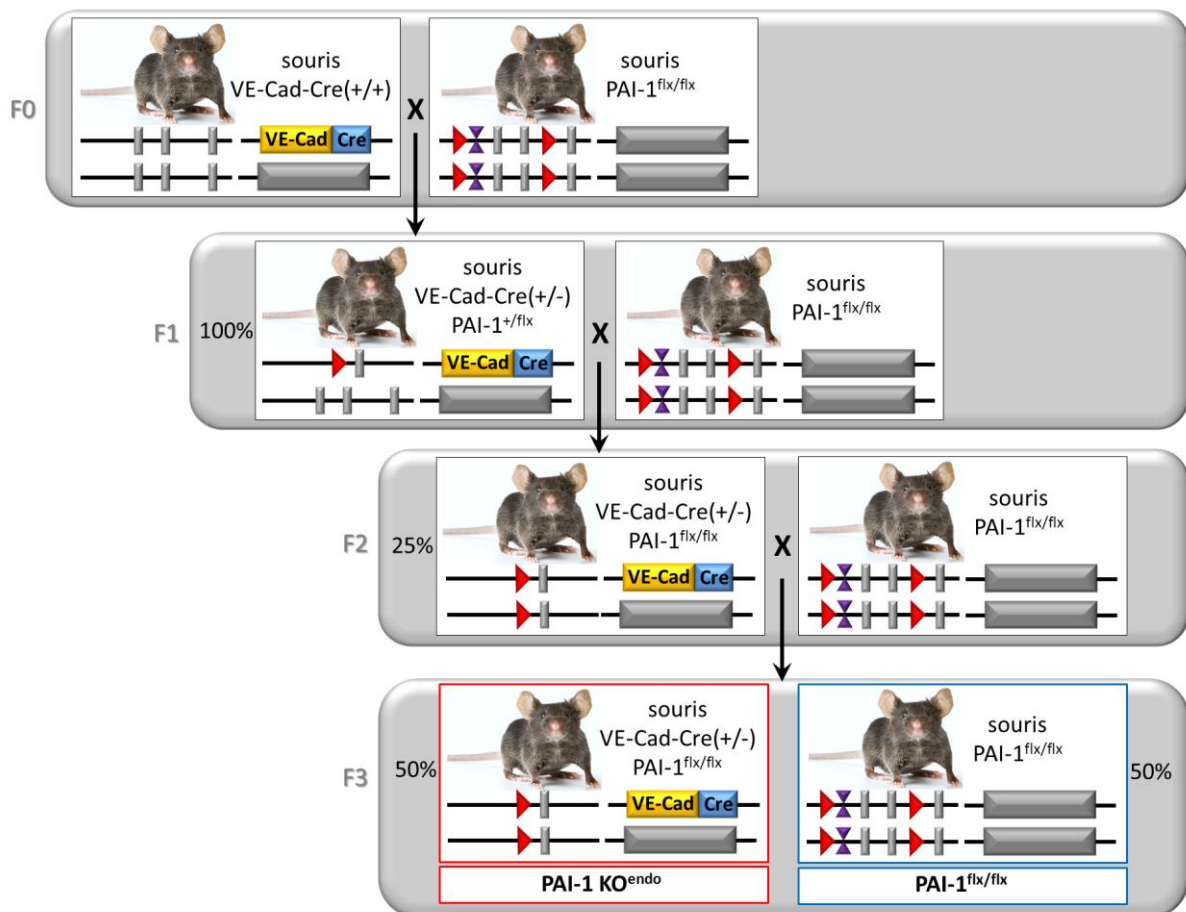 F0
souris
VE-Cad-Cre(+/+)
VE-Cad Cre
X
souris
PAI-1flx/flx
F1
100%
souris
VE-Cad-Cre(+/-)
PAI-1+/flx
VE-Cad Cre
X
souris
PAI-1flx/flx
F2
25%
souris
VE-Cad-Cre(+/-)
PAI-1flx/flx
VE-Cad Cre
X
souris
PAI-1flx/flx
F3
50%
souris
VE-Cad-Cre(+/-)
PAI-1flx/flx
VE-Cad Cre
PAI-1 KOendo
souris
PAI-1flx/flx
50%
PAI-1flx/flx